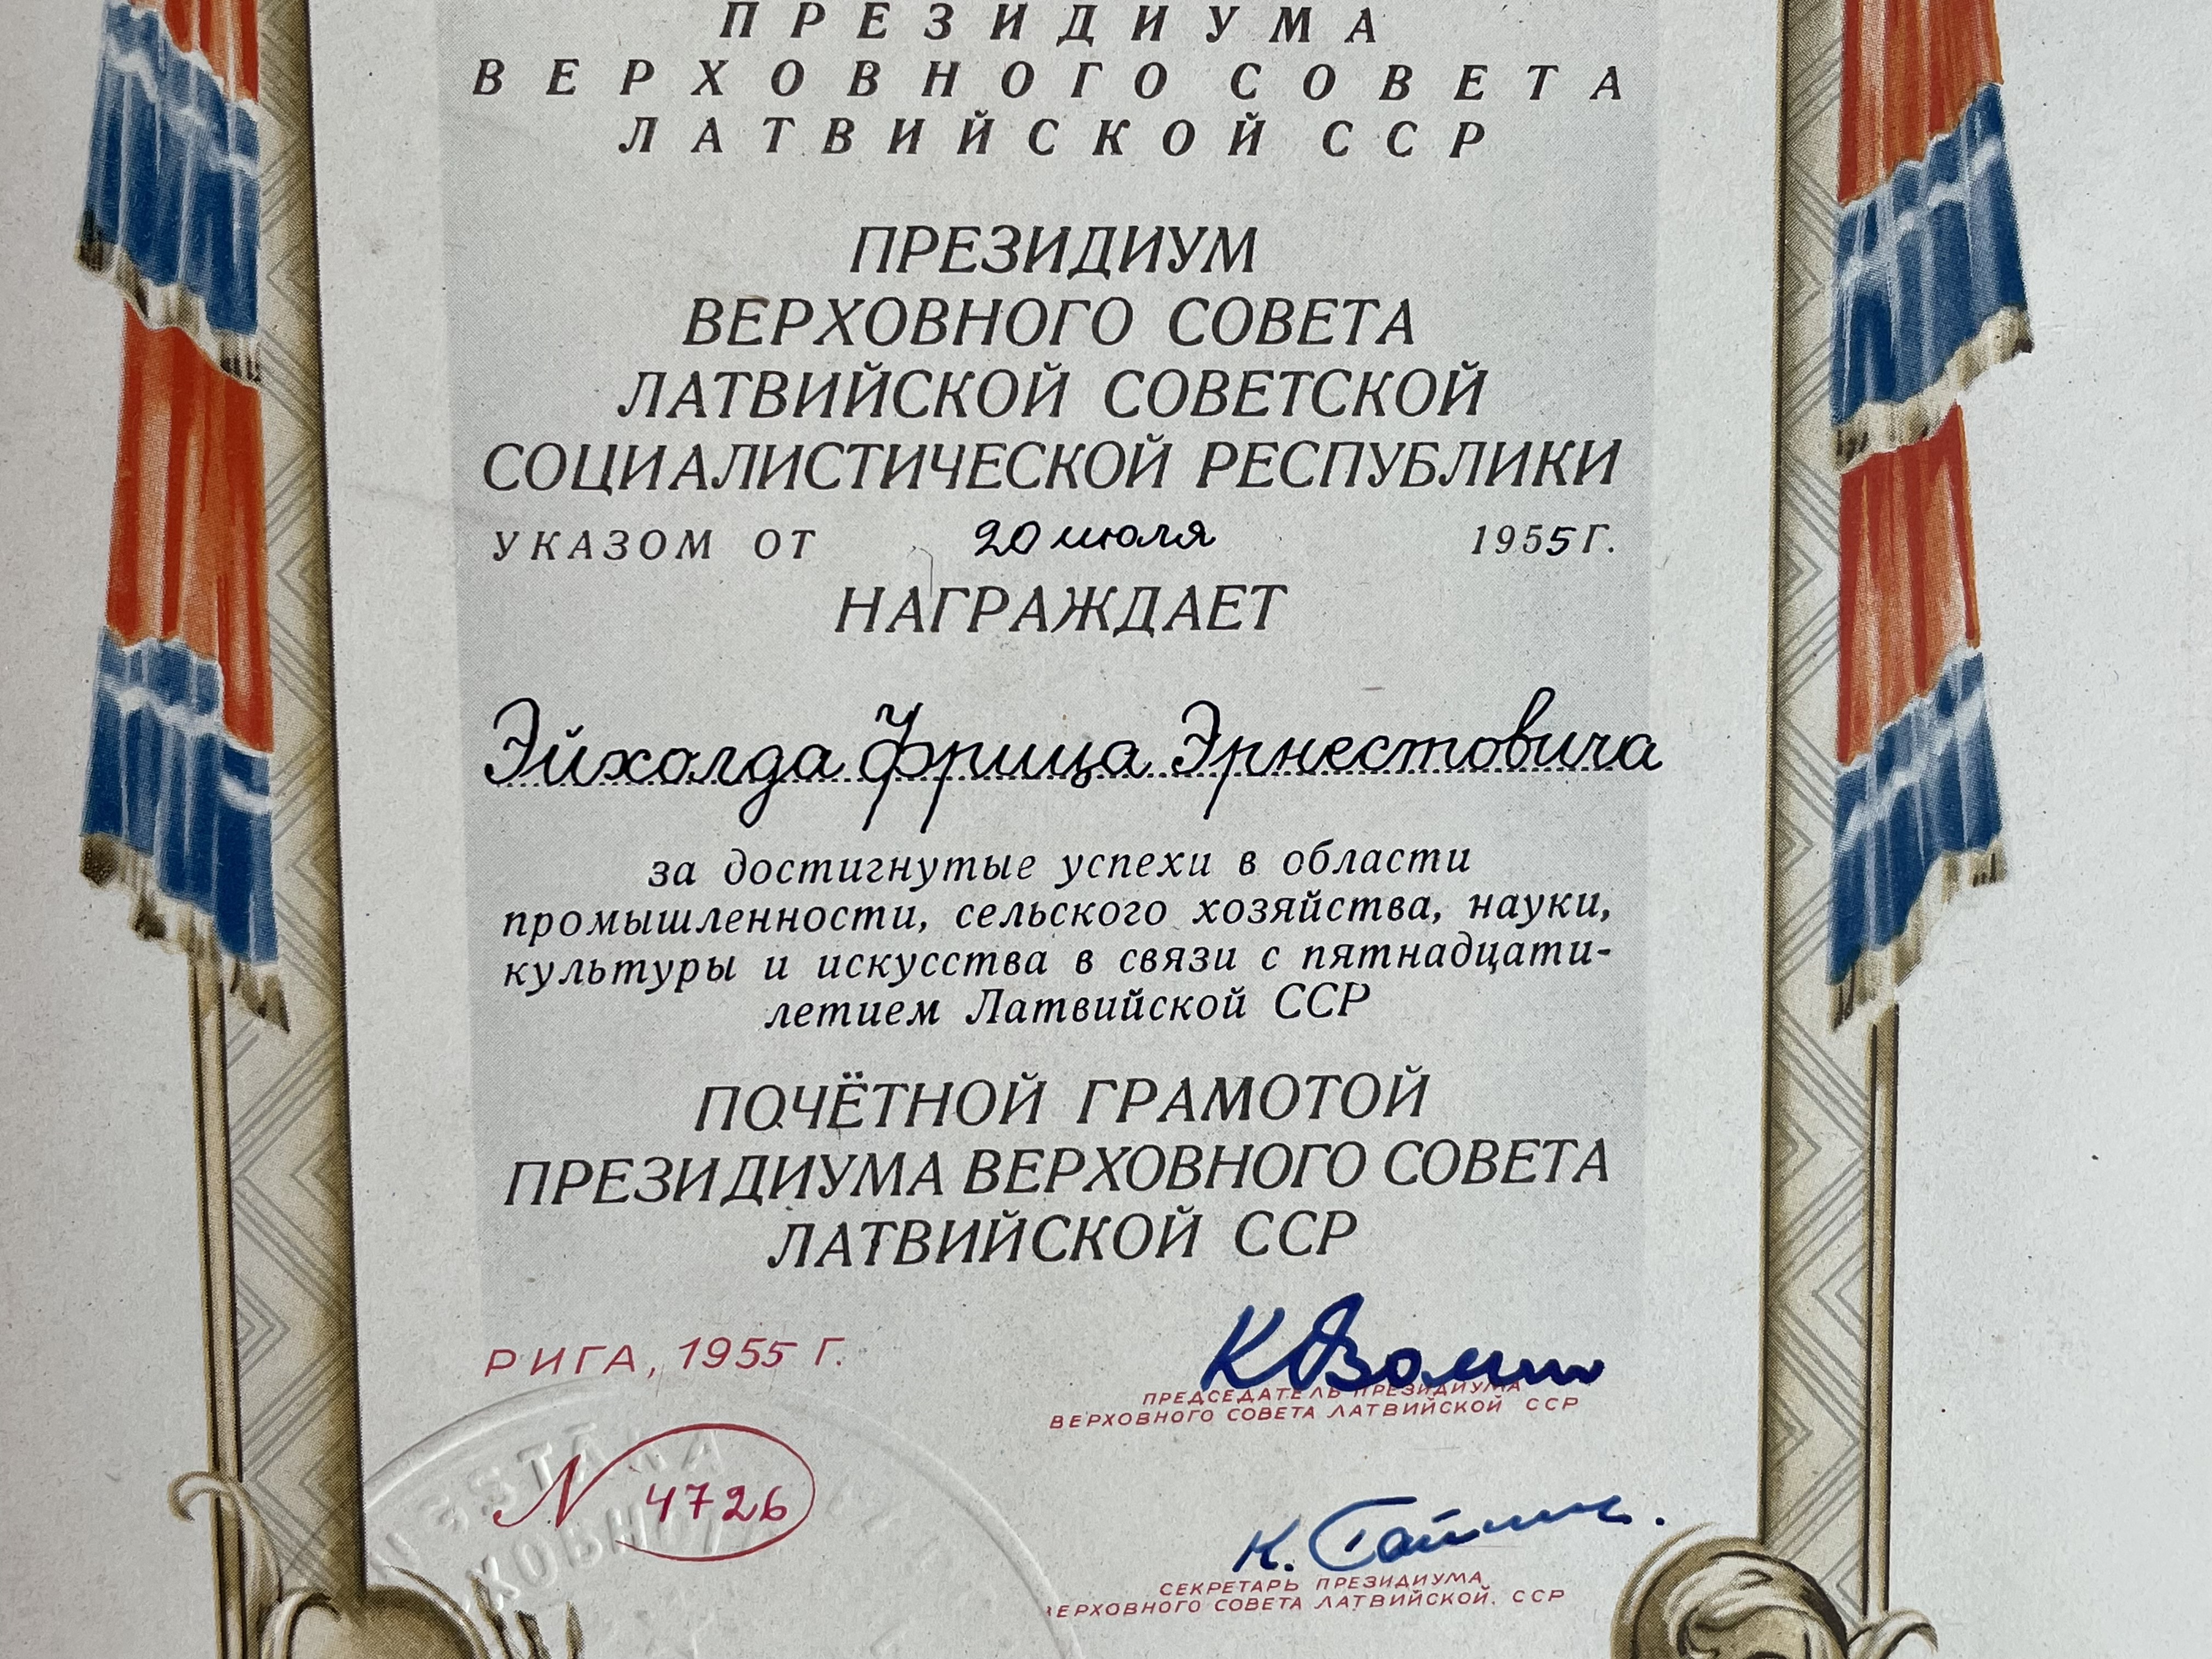 ПРЕЗИДИУМА
ВЕРХОВНОГО СОВЕТА
ЛАТВИЙСКОЙ ССР
ПРЕЗИДИУМ
ВЕРХОВНОГО СОВЕТА
ЛАТВИЙСКОЙ СОВЕТСКОЙ
СОЦИАЛИСТИЧЕСКОЙ РЕСПУБЛИКИ
УКАЗОМ ОТ 20 июля 1955 Г.
НАГРАЖДАЕТ
Эйхолда Фрица Эрнестовича
за достигнутые успехи в области
промышленности, сельского хозяйства, науки,
культуры и искусства в связи с пятнадцати-
летием Латвийской ССР
ПОЧЁТНОЙ ГРАМОТОЙ
ПРЕЗИДИУМА ВЕРХОВНОГО СОВЕТА
ЛАТВИЙСКОЙ ССР
РИГА, 1955 Г.
ПРЕДСЕДАТЕЛЬ ПРЕЗИДИУМА
ВЕРХОВНОГО СОВЕТА ЛАТВИЙСКОЙ ССР
N 4726
СЕКРЕТАРЬ ПРЕЗИДИУМА
ВЕРХОВНОГО СОВЕТА ЛАТВИЙСКОЙ ССР